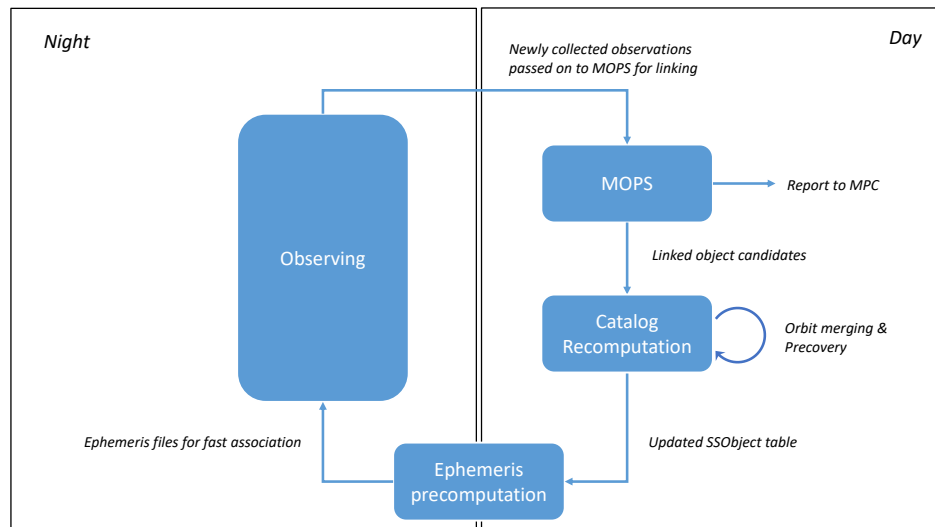 Night
Day
Newly collected observations
passed on to MOPS for linking
MOPS
Report to MPC
Observing
Linked object candidates
Catalog
Recomputation
Orbit merging &
Precovery
Ephemeris files for fast association
Updated SSObject table
Ephemeris
precomputation